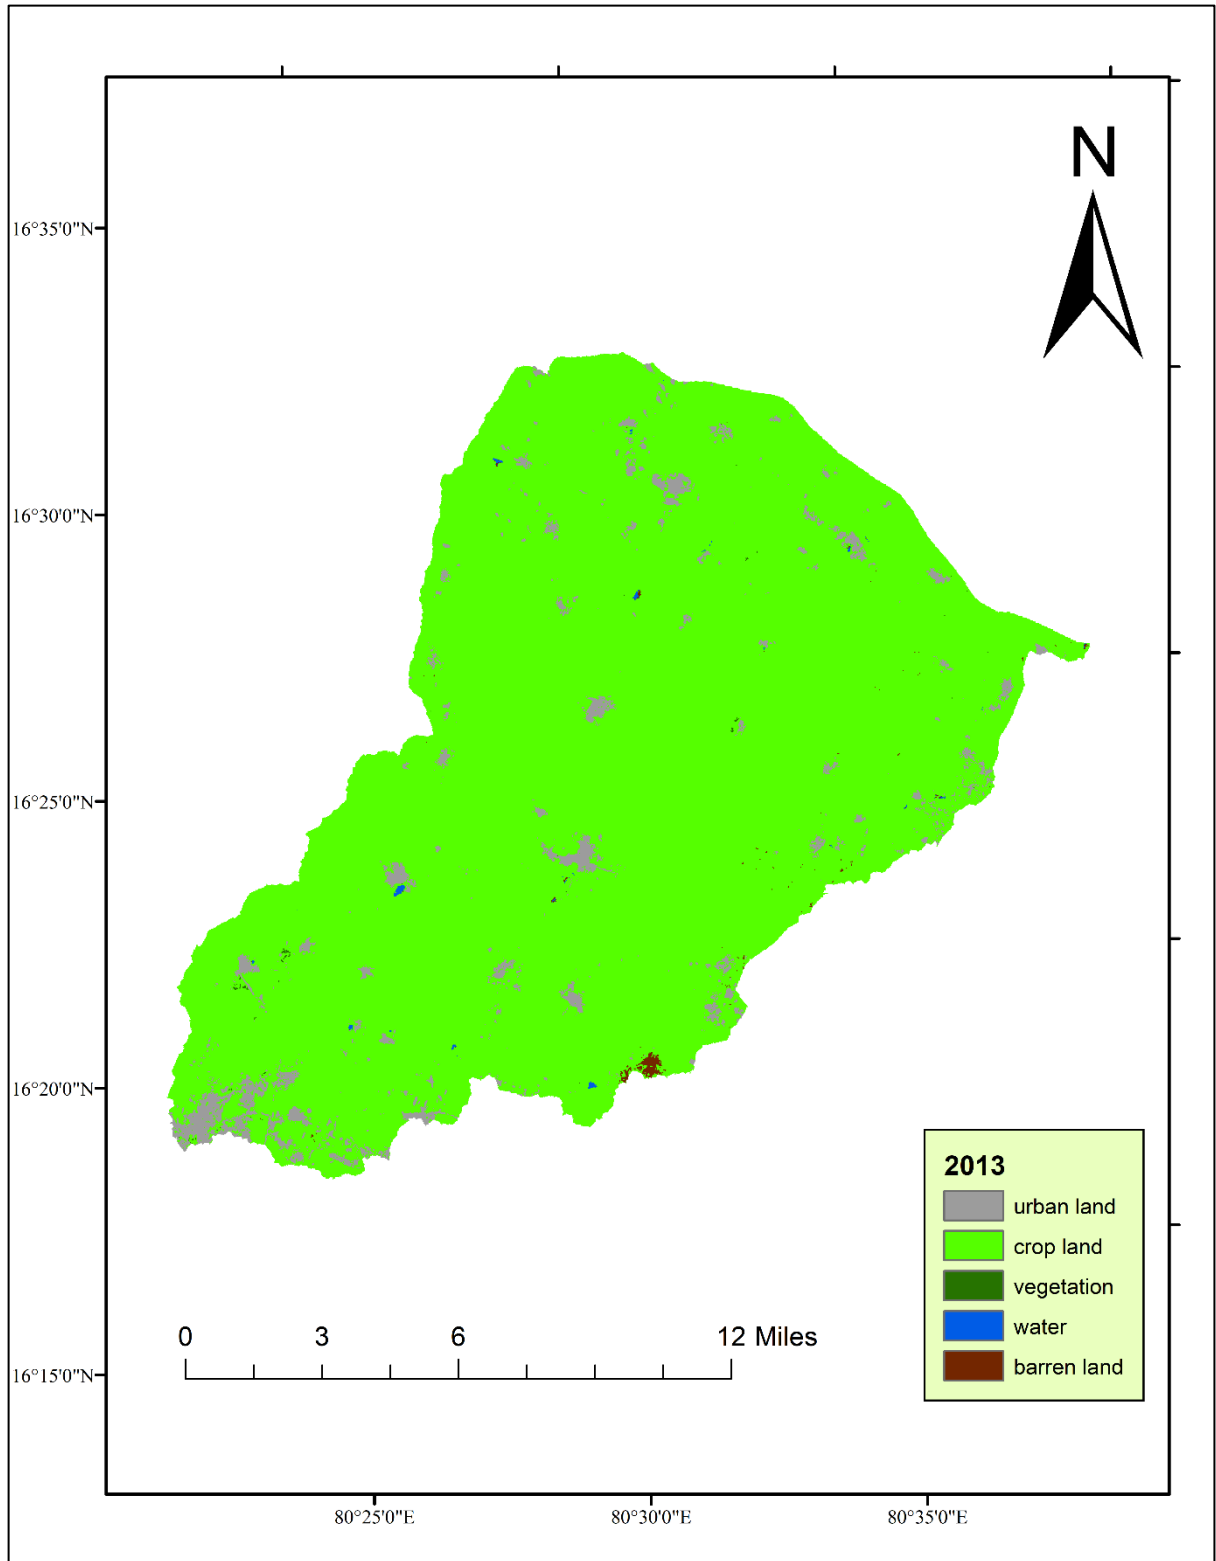 N
16°35'0"N
16°30'0"N
16°25'0"N
16°20'0"N
16°15'0"N
2013
urban land
crop land
vegetation
water
barren land
0 3 6 12 Miles
80°25'0"E 80°30'0"E 80°35'0"E